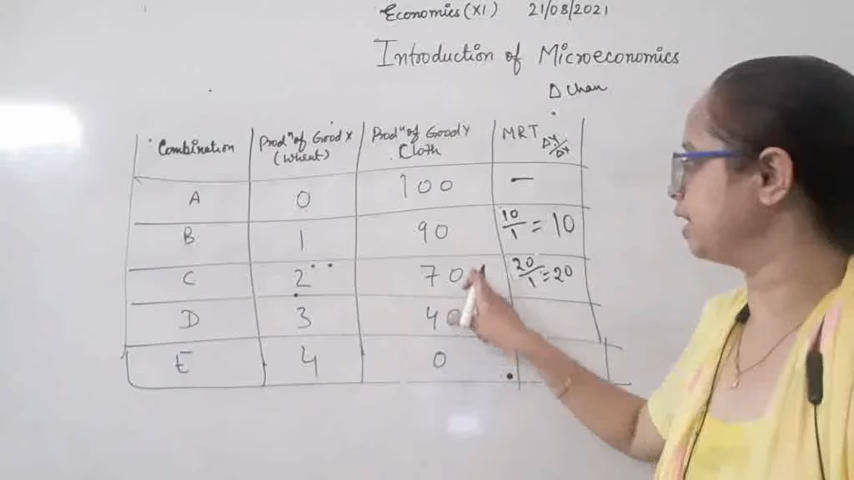 Economics (XI) 21/08/2021
Introduction of Microeconomics
Δ Chan
Combination Prodⁿ of Good X (Wheat) Prodⁿ of Good Y Cloth MRT ΔY/ΔX
A 0 100 –
B 1 90 10/1 = 10
C 2 70 20/1 = 20
D 3 40
E 4 0